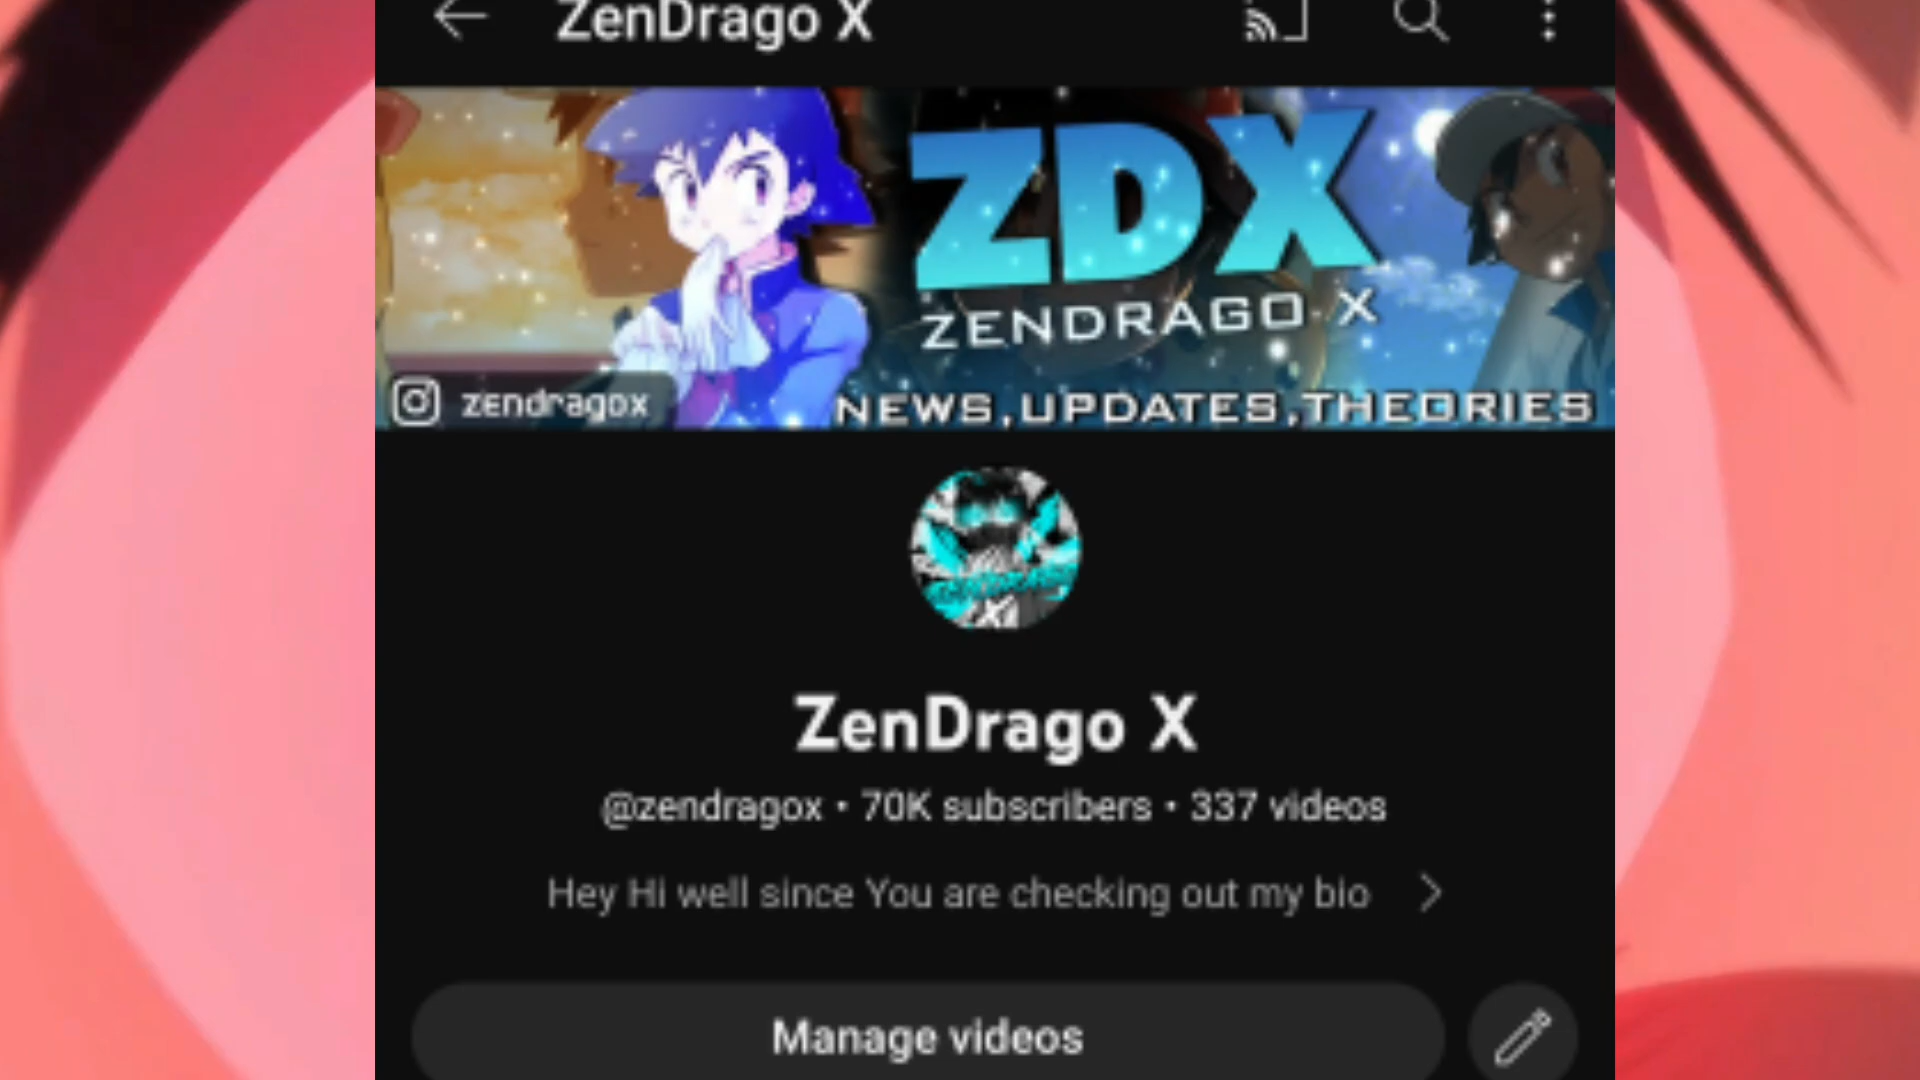 ZenDrago X
ZDX
ZENDRAGO X
zendragox
NEWS,UPDATES,THEORIES
ZenDrago X
@zendragox • 70K subscribers • 337 videos
Hey Hi well since You are checking out my bio
Manage videos